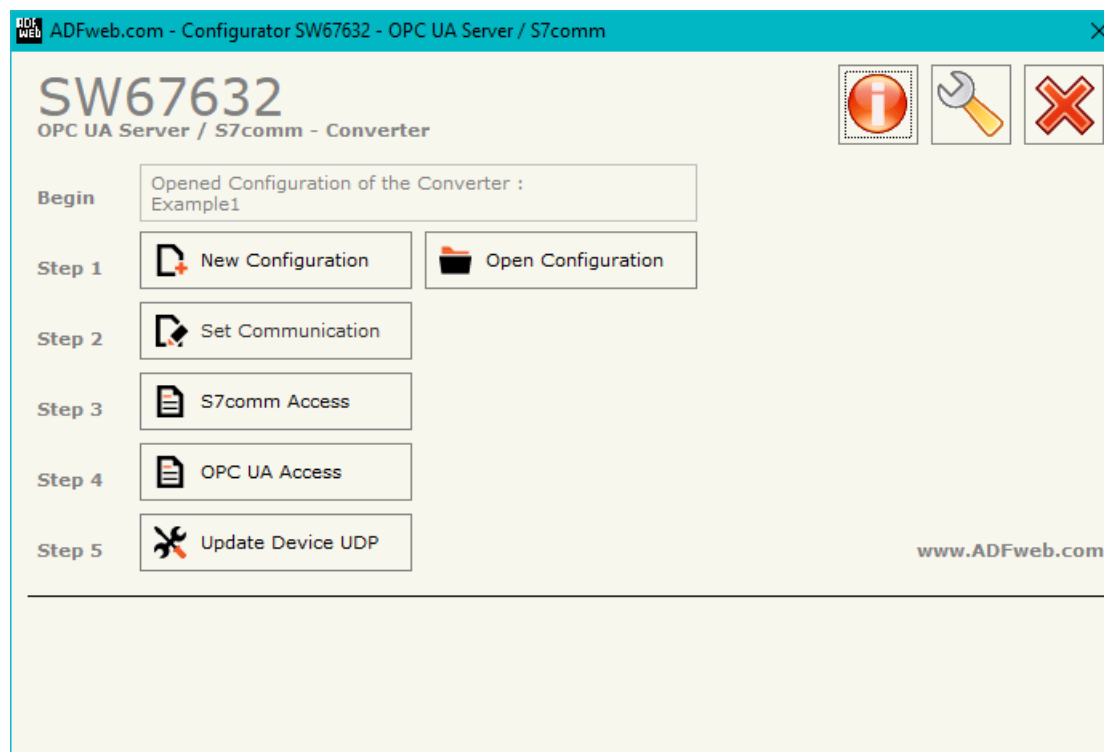 ADF
WEB
ADFweb.com - Configurator SW67632 - OPC UA Server / S7comm
SW67632
OPC UA Server / S7comm - Converter
Begin
Opened Configuration of the Converter :
Example1
Step 1
New Configuration
Open Configuration
Step 2
Set Communication
Step 3
S7comm Access
Step 4
OPC UA Access
Step 5
Update Device UDP
www.ADFweb.com